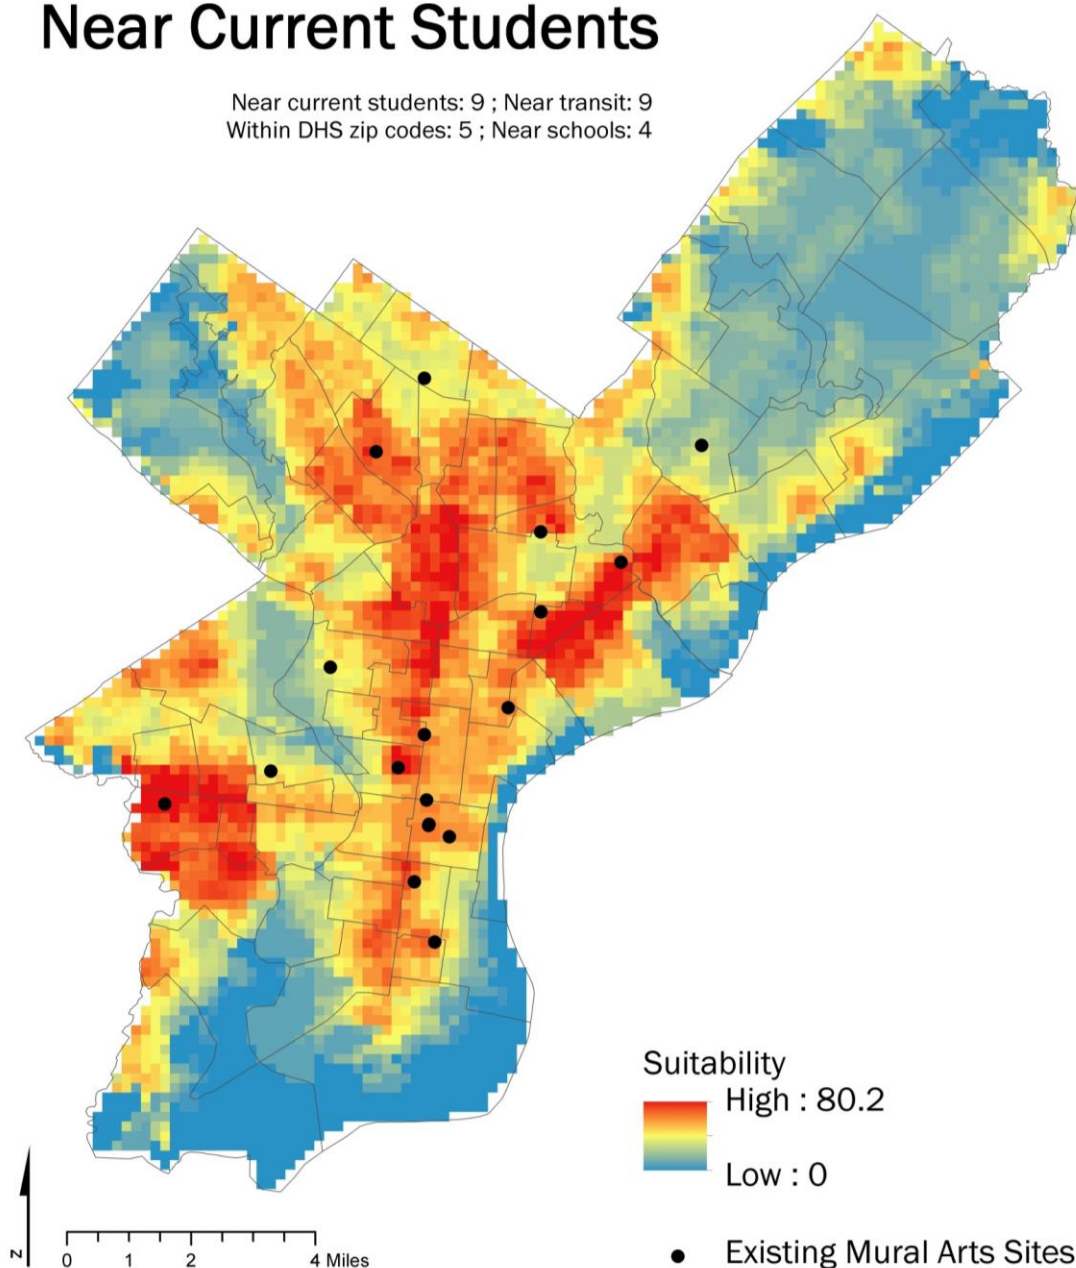 Near Current Students
Near current students: 9 ; Near transit: 9
Within DHS zip codes: 5 ; Near schools: 4
Suitability
High : 80.2
Low : 0
Z
0 1 2 4 Miles
Existing Mural Arts Sites